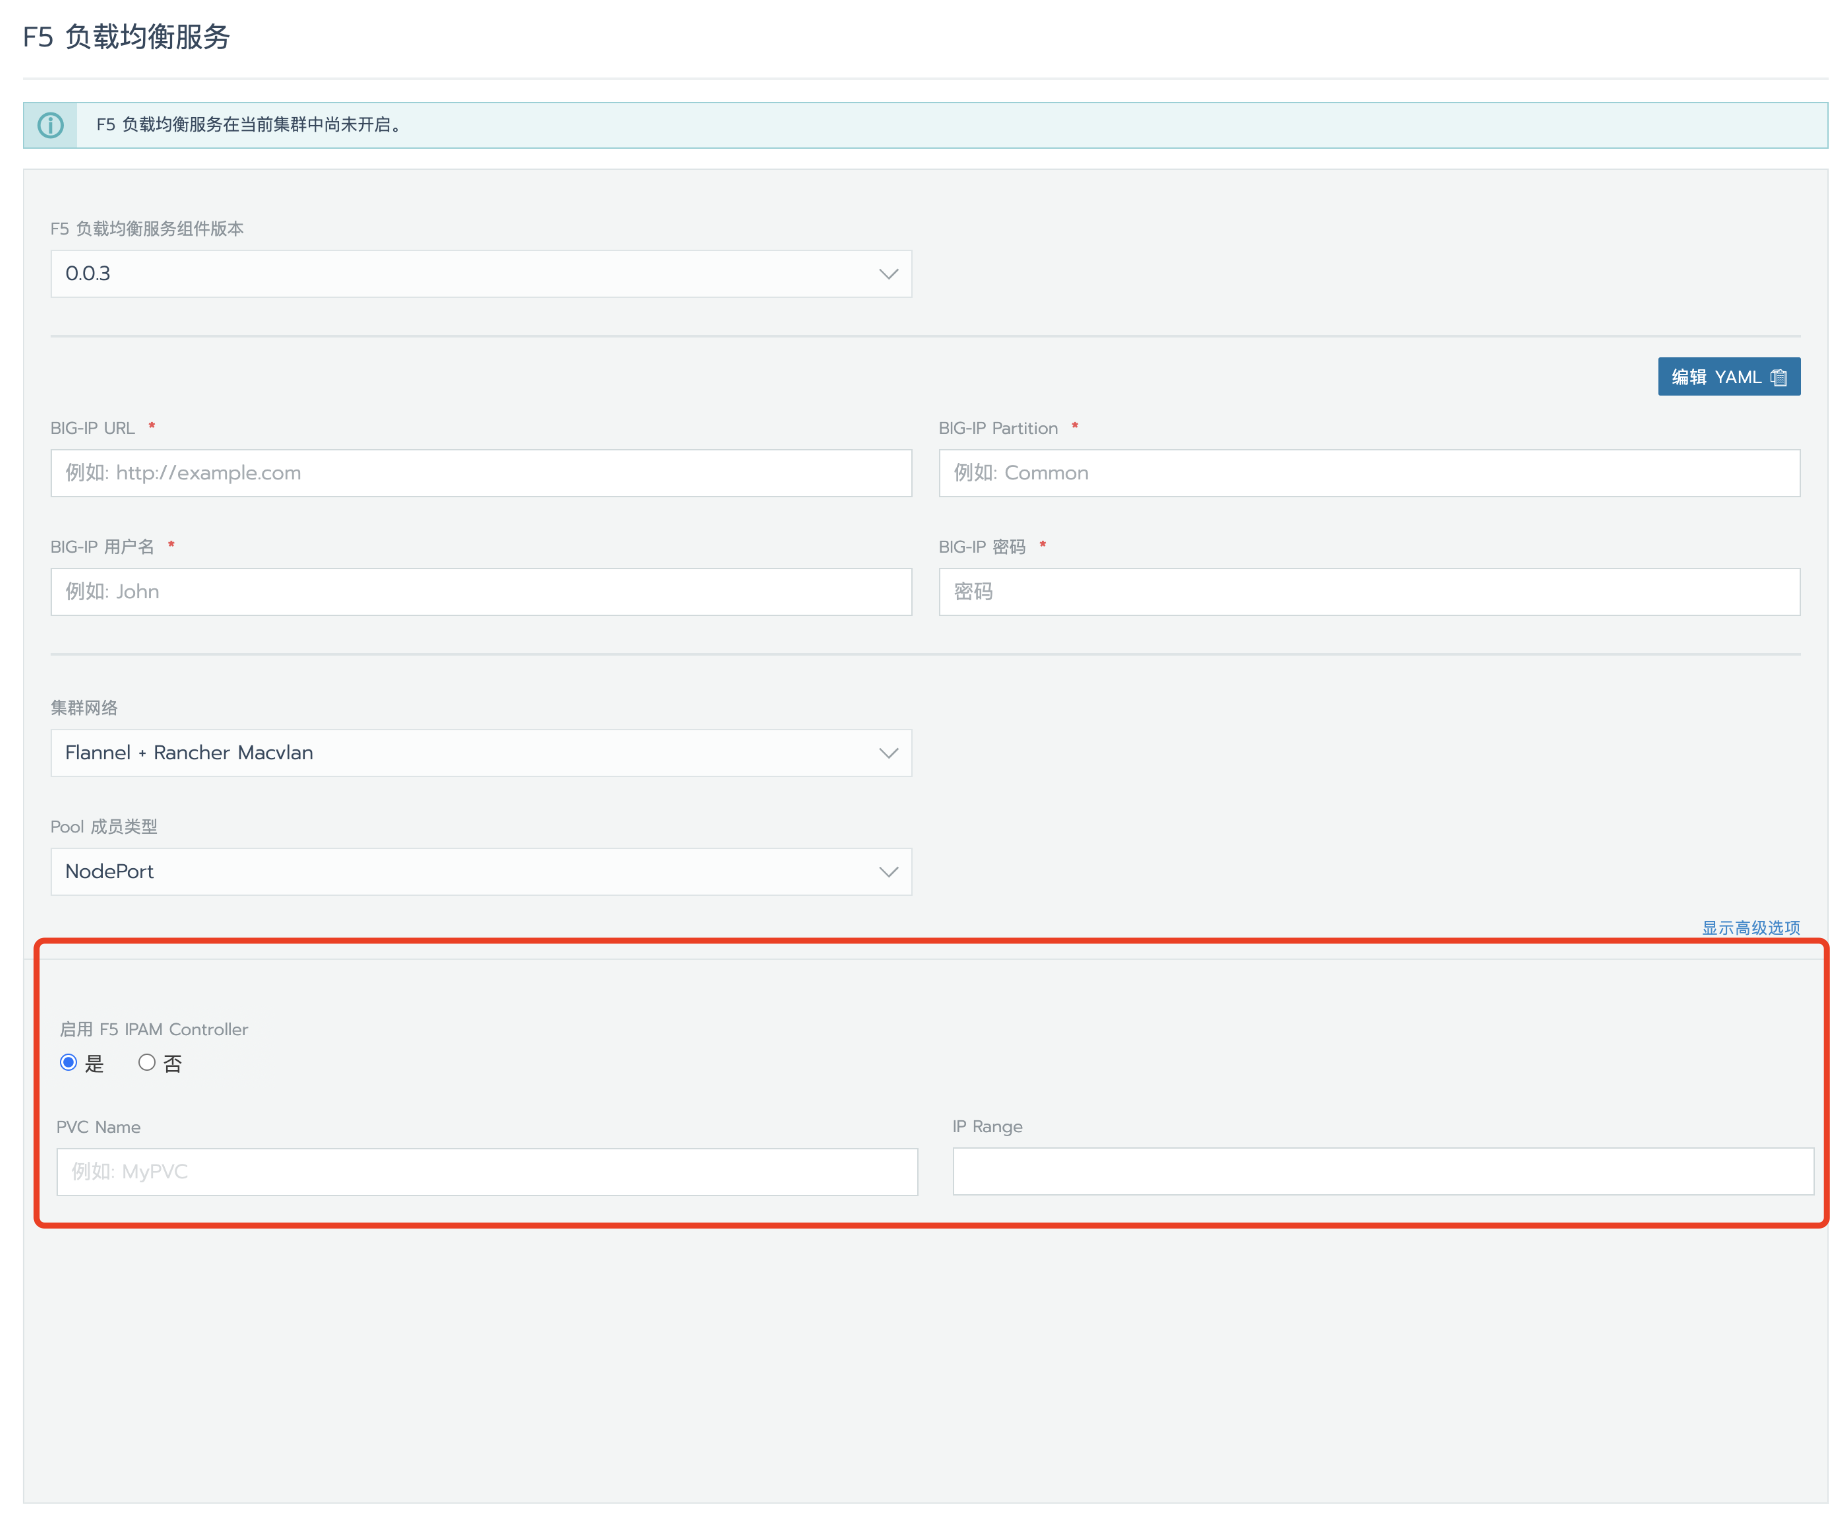 F5 负载均衡服务
F5 负载均衡服务在当前集群中尚未开启。
F5 负载均衡服务组件版本
0.0.3
编辑 YAML
BIG-IP URL *
BIG-IP Partition *
例如: http://example.com
例如: Common
BIG-IP 用户名 *
BIG-IP 密码 *
例如: John
密码
集群网络
Flannel + Rancher Macvlan
Pool 成员类型
NodePort
显示高级选项
启用 F5 IPAM Controller
是 否
PVC Name
IP Range
例如: MyPVC